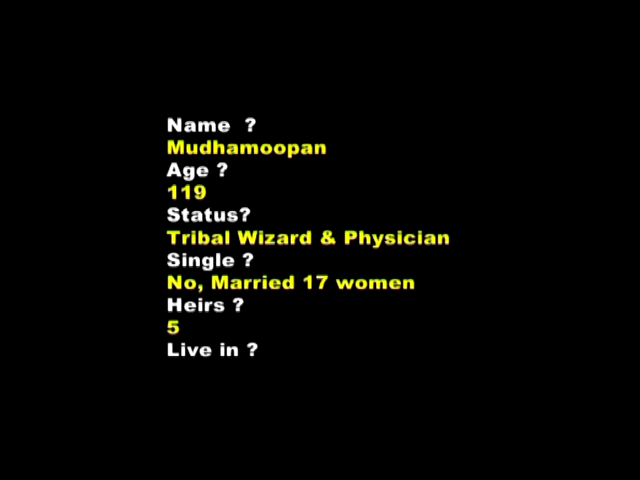 Name ?
Mudhamoopan
Age ?
119
Status?
Tribal Wizard & Physician
Single ?
No, Married 17 women
Heirs ?
5
Live in ?